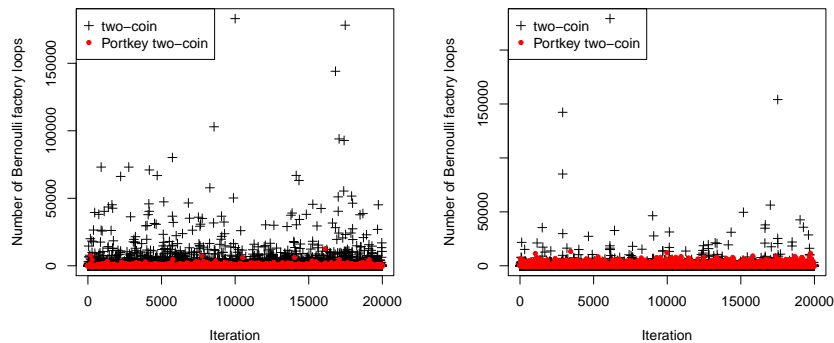 + two-coin
● Portkey two-coin
Number of Bernoulli factory loops
150000
100000
50000
0
0 5000 10000 15000 20000
Iteration
+ two-coin
● Portkey two-coin
Number of Bernoulli factory loops
150000
100000
50000
0
0 5000 10000 15000 20000
Iteration